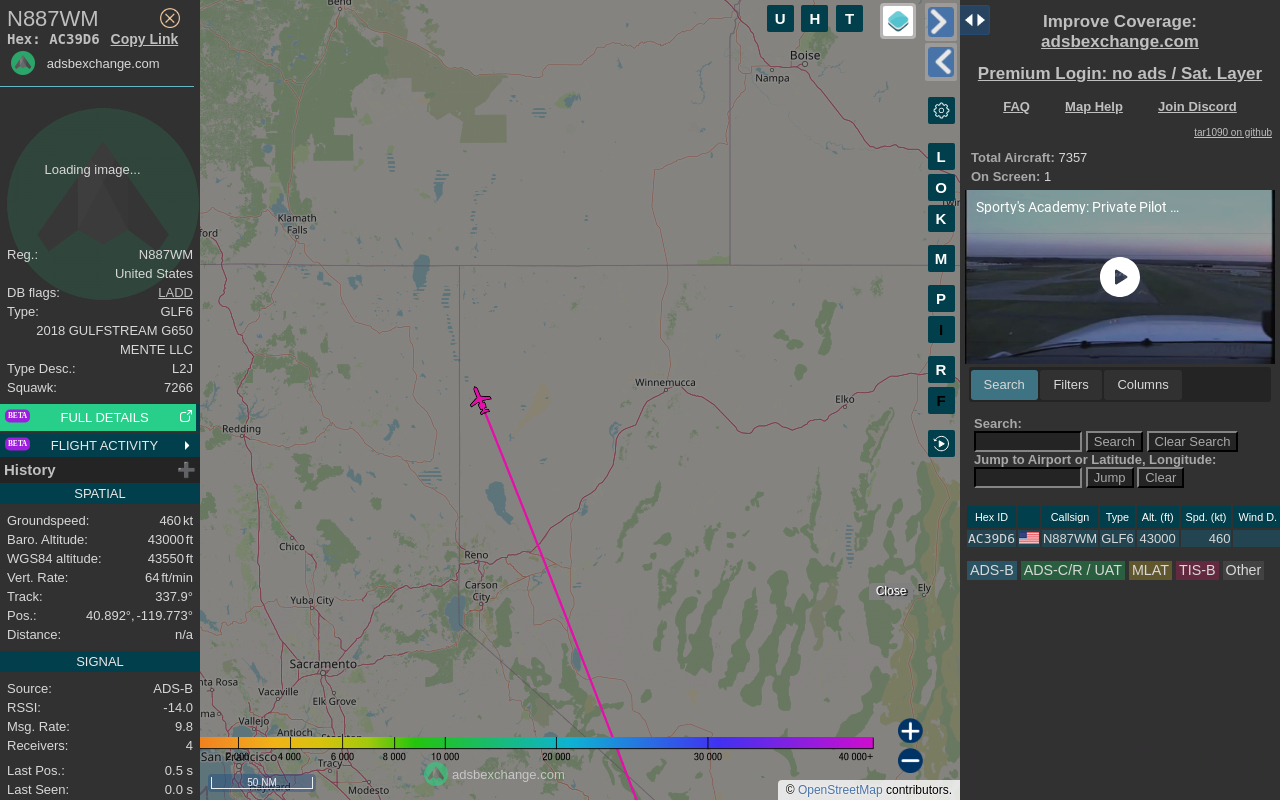 N887WM
Hex: AC39D6 Copy Link
adsbexchange.com
Loading image...
Reg.: N887WM
United States
DB flags: LADD
Type: GLF6
2018 GULFSTREAM G650
MENTE LLC
Type Desc.: L2J
Squawk: 7266
BETA FULL DETAILS
BETA FLIGHT ACTIVITY
History
SPATIAL
Groundspeed: 460 kt
Baro. Altitude: 43000 ft
WGS84 altitude: 43550 ft
Vert. Rate: 64 ft/min
Track: 337.9°
Pos.: 40.892°, -119.773°
Distance: n/a
SIGNAL
Source: ADS-B
RSSI: -14.0
Msg. Rate: 9.8
Receivers: 4
Last Pos.: 0.5 s
Last Seen: 0.0 s
Bend
Boise
Nampa
Klamath
Falls
ford
Winnemucca
Elko
Redding
Chico
Reno
Carson
City
Yuba City
Ely
Close
Sacramento
nta Rosa
Vacaville
Elk Grove
ma
Vallejo
Antioch
Stockton
San Francisco
Tracy
Modesto
4 000
6 000
8 000
10 000
20 000
30 000
40 000+
50 NM
adsbexchange.com
© OpenStreetMap contributors.
U H T
L
O
K
M
P
I
R
F
Improve Coverage:
adsbexchange.com
Premium Login: no ads / Sat. Layer
FAQ Map Help Join Discord
tar1090 on github
Total Aircraft: 7357
On Screen: 1
Sporty's Academy: Private Pilot ...
Search Filters Columns
Search:
Search Clear Search
Jump to Airport or Latitude, Longitude:
Jump Clear
Hex ID Callsign Type Alt. (ft) Spd. (kt) Wind D.
AC39D6 N887WM GLF6 43000 460
ADS-B ADS-C/R / UAT MLAT TIS-B Other